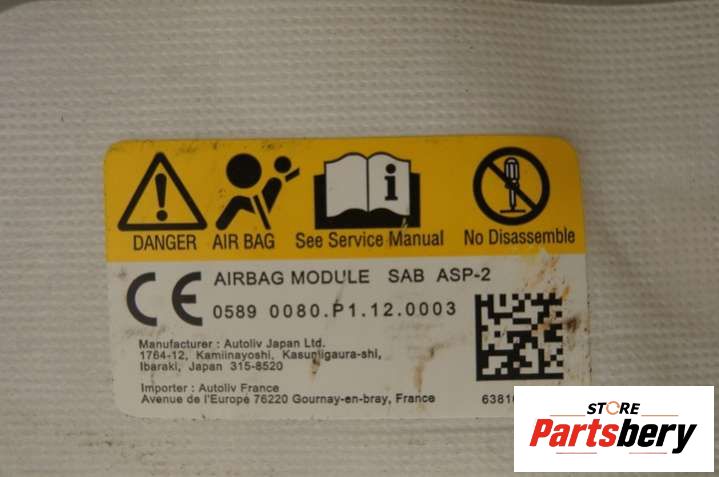 DANGER AIR BAG See Service Manual No Disassemble
AIRBAG MODULE SAB ASP-2
CE 0589 0080.P1.12.0003
Manufacturer : Autoliv Japan Ltd.
1764-12, Kamiinayoshi, Kasumigaura-shi,
Ibaraki, Japan 315-8520
Importer : Autoliv France
Avenue de l'Europe 76220 Gournay-en-bray, France
STORE
Partsbery